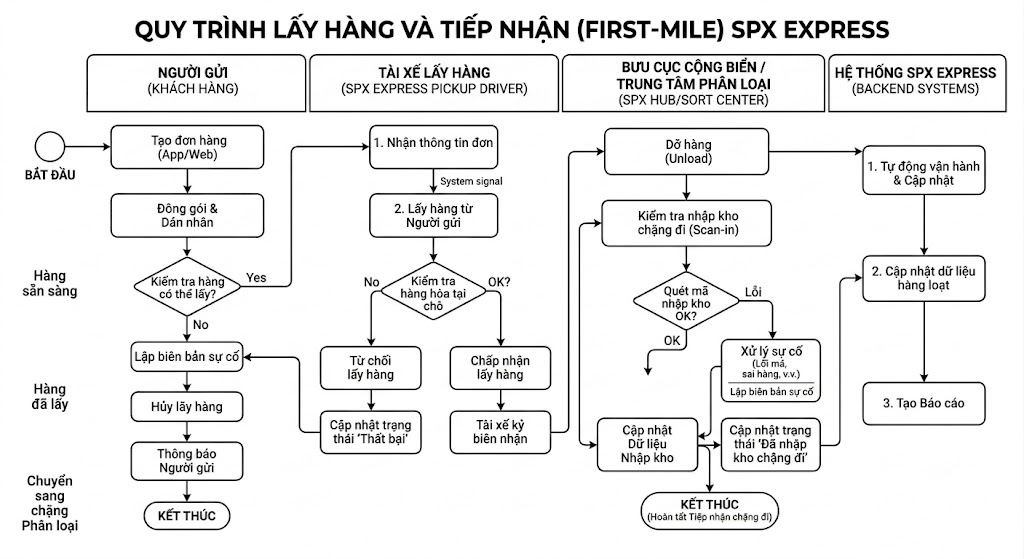 QUY TRÌNH LẤY HÀNG VÀ TIẾP NHẬN (FIRST-MILE) SPX EXPRESS
NGƯỜI GỬI
(KHÁCH HÀNG)
TÀI XẾ LẤY HÀNG
(SPX EXPRESS PICKUP DRIVER)
BƯU CỤC CỘNG BIỂN /
TRUNG TÂM PHÂN LOẠI
(SPX HUB/SORT CENTER)
HỆ THỐNG SPX EXPRESS
(BACKEND SYSTEMS)
BẮT ĐẦU
Hàng
sẵn sàng
Hàng
đã lấy
Chuyển
sang
chặng
Phân loại
Tạo đơn hàng
(App/Web)
Đông gói &
Dán nhân
Kiếm tra hàng
có thể lấy?
Yes
No
Lập biên bản sự cố
Hủy lãy hàng
Thông báo
Người gửi
KẾT THÚC
1. Nhận thông tin đơn
System signal
2. Lấy hàng từ
Người gửi
No
Kiểm tra
hàng hòa tại
chô
OK?
Từ chối
lấy hàng
Chấp nhận
lấy hàng
Cập nhật trạng
thái 'Thất bại'
Tài xế kỷ
biên nhận
Dỡ hàng
(Unload)
Kiểm tra nhập kho
chặng đi (Scan-in)
Quét mã
nhập kho
OK?
Lỗi
OK
Xử lý sự cố
(Lỗi mả,
sai hàng, v.v.)
Lập biên bản sự cố
Cập nhật
Dữ liệu
Nhập kho
Cập nhật trạng
thái 'Đã nhập
kho chặng đi'
KẾT THÚC
(Hoàn tất Tiếp nhận chặng đi)
1. Tự động vận hành
& Cập nhật
2. Cập nhật dữ liệu
hàng loạt
3. Tạo Báo cáo